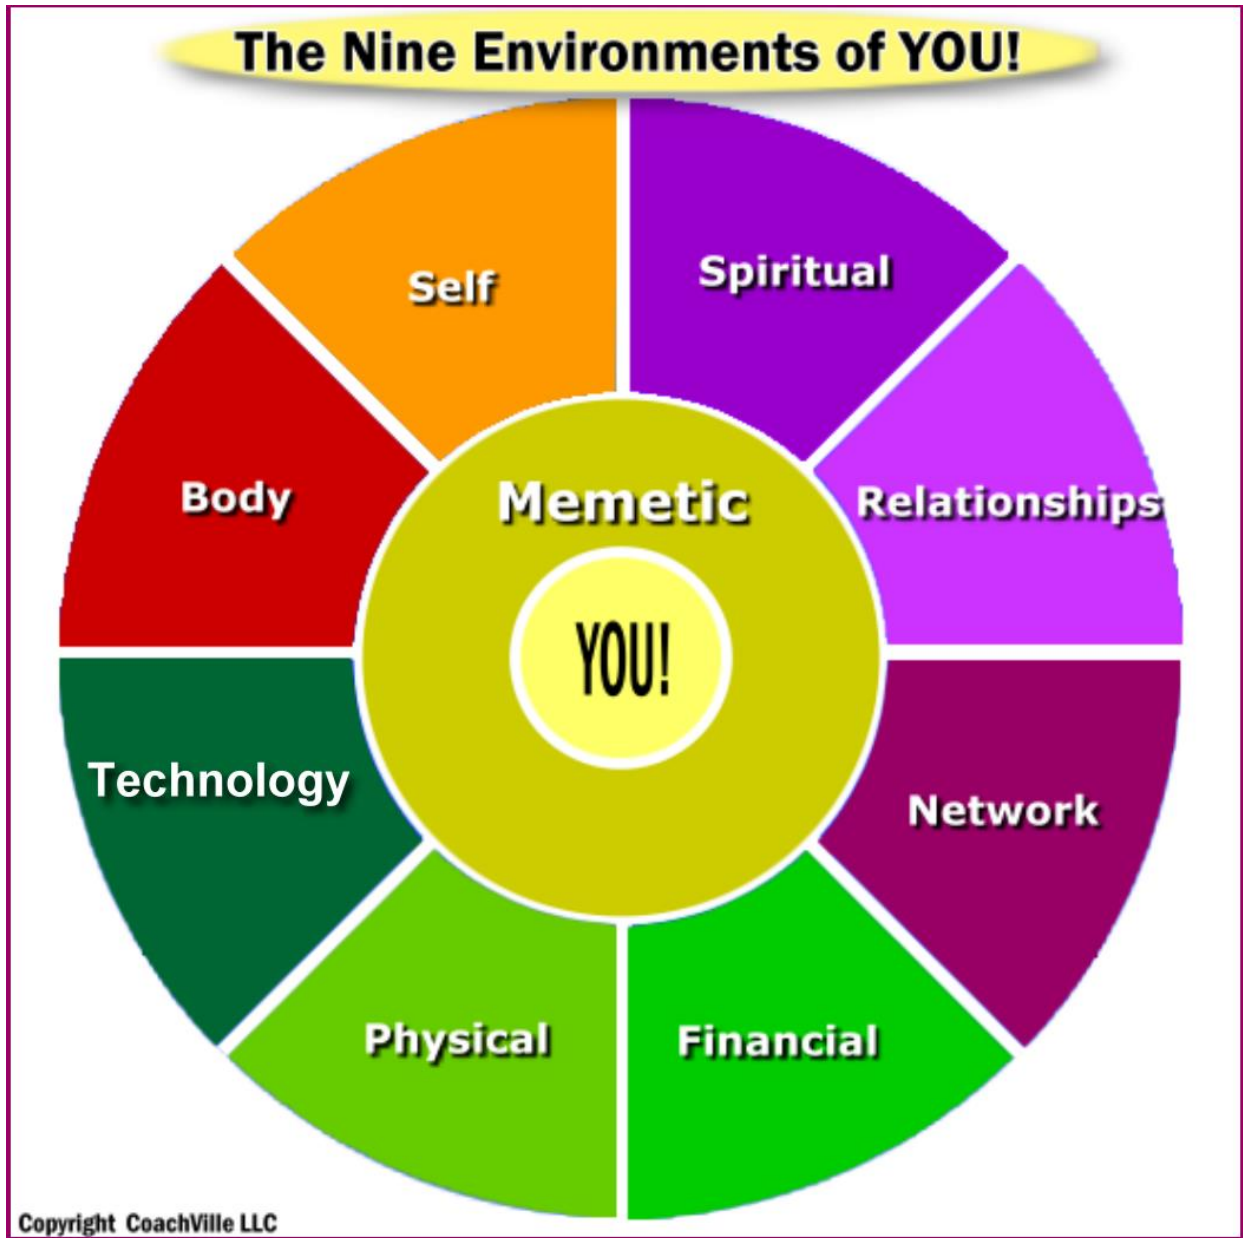 The Nine Environments of YOU!
Self
Spiritual
Body
Memetic
Relationships
YOU!
Technology
Network
Physical
Financial
Copyright CoachVille LLC